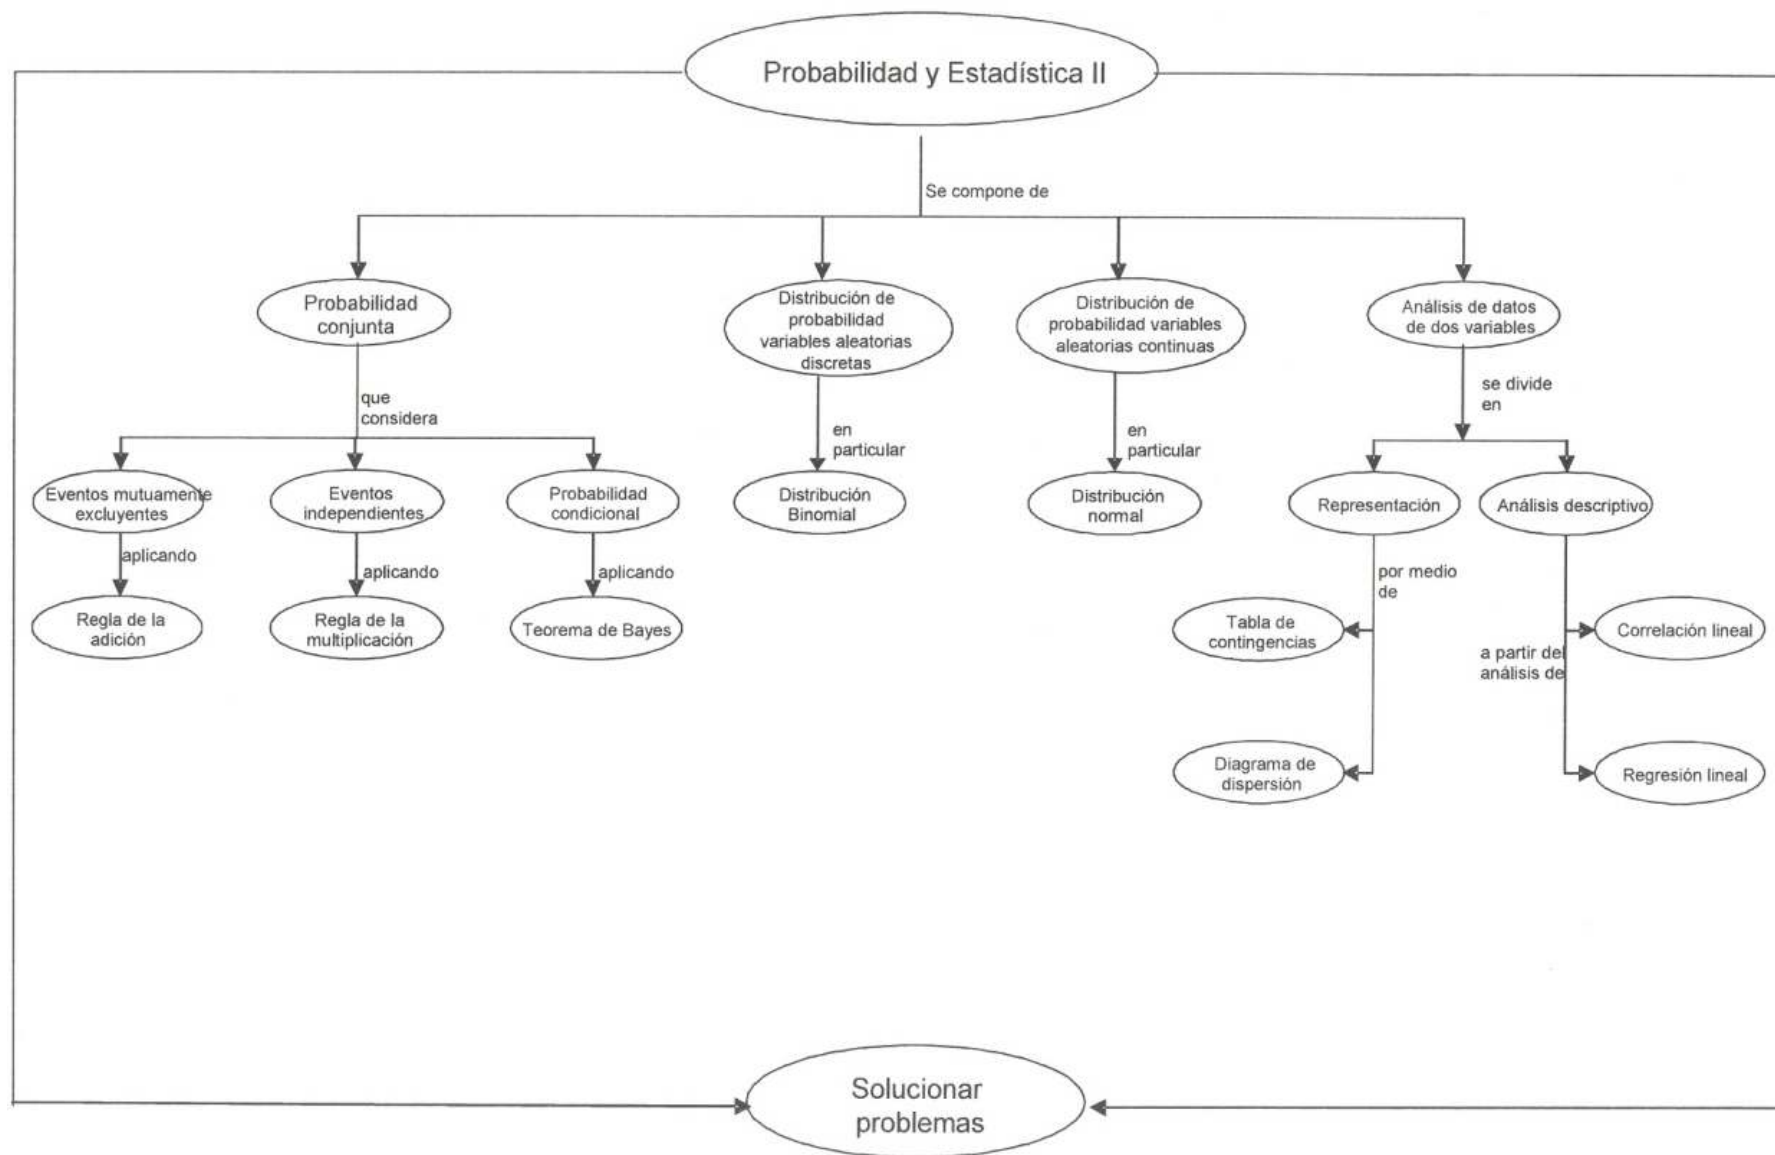 Probabilidad y Estadística II
Se compone de
Probabilidad
conjunta
Distribución de
probabilidad
variables aleatorias
discretas
Distribución de
probabilidad variables
aleatorias continuas
Análisis de datos
de dos variables
que
considera
en
particular
en
particular
se divide
en
Eventos mutuamente
excluyentes
Eventos
independientes
Probabilidad
condicional
Distribución
Binomial
Distribución
normal
Representación
Análisis descriptivo
aplicando
aplicando
aplicando
por medio
de
Regla de la
adición
Regla de la
multiplicación
Teorema de Bayes
Tabla de
contingencias
a partir del
análisis de
Correlación lineal
Diagrama de
dispersión
Regresión lineal
Solucionar
problemas